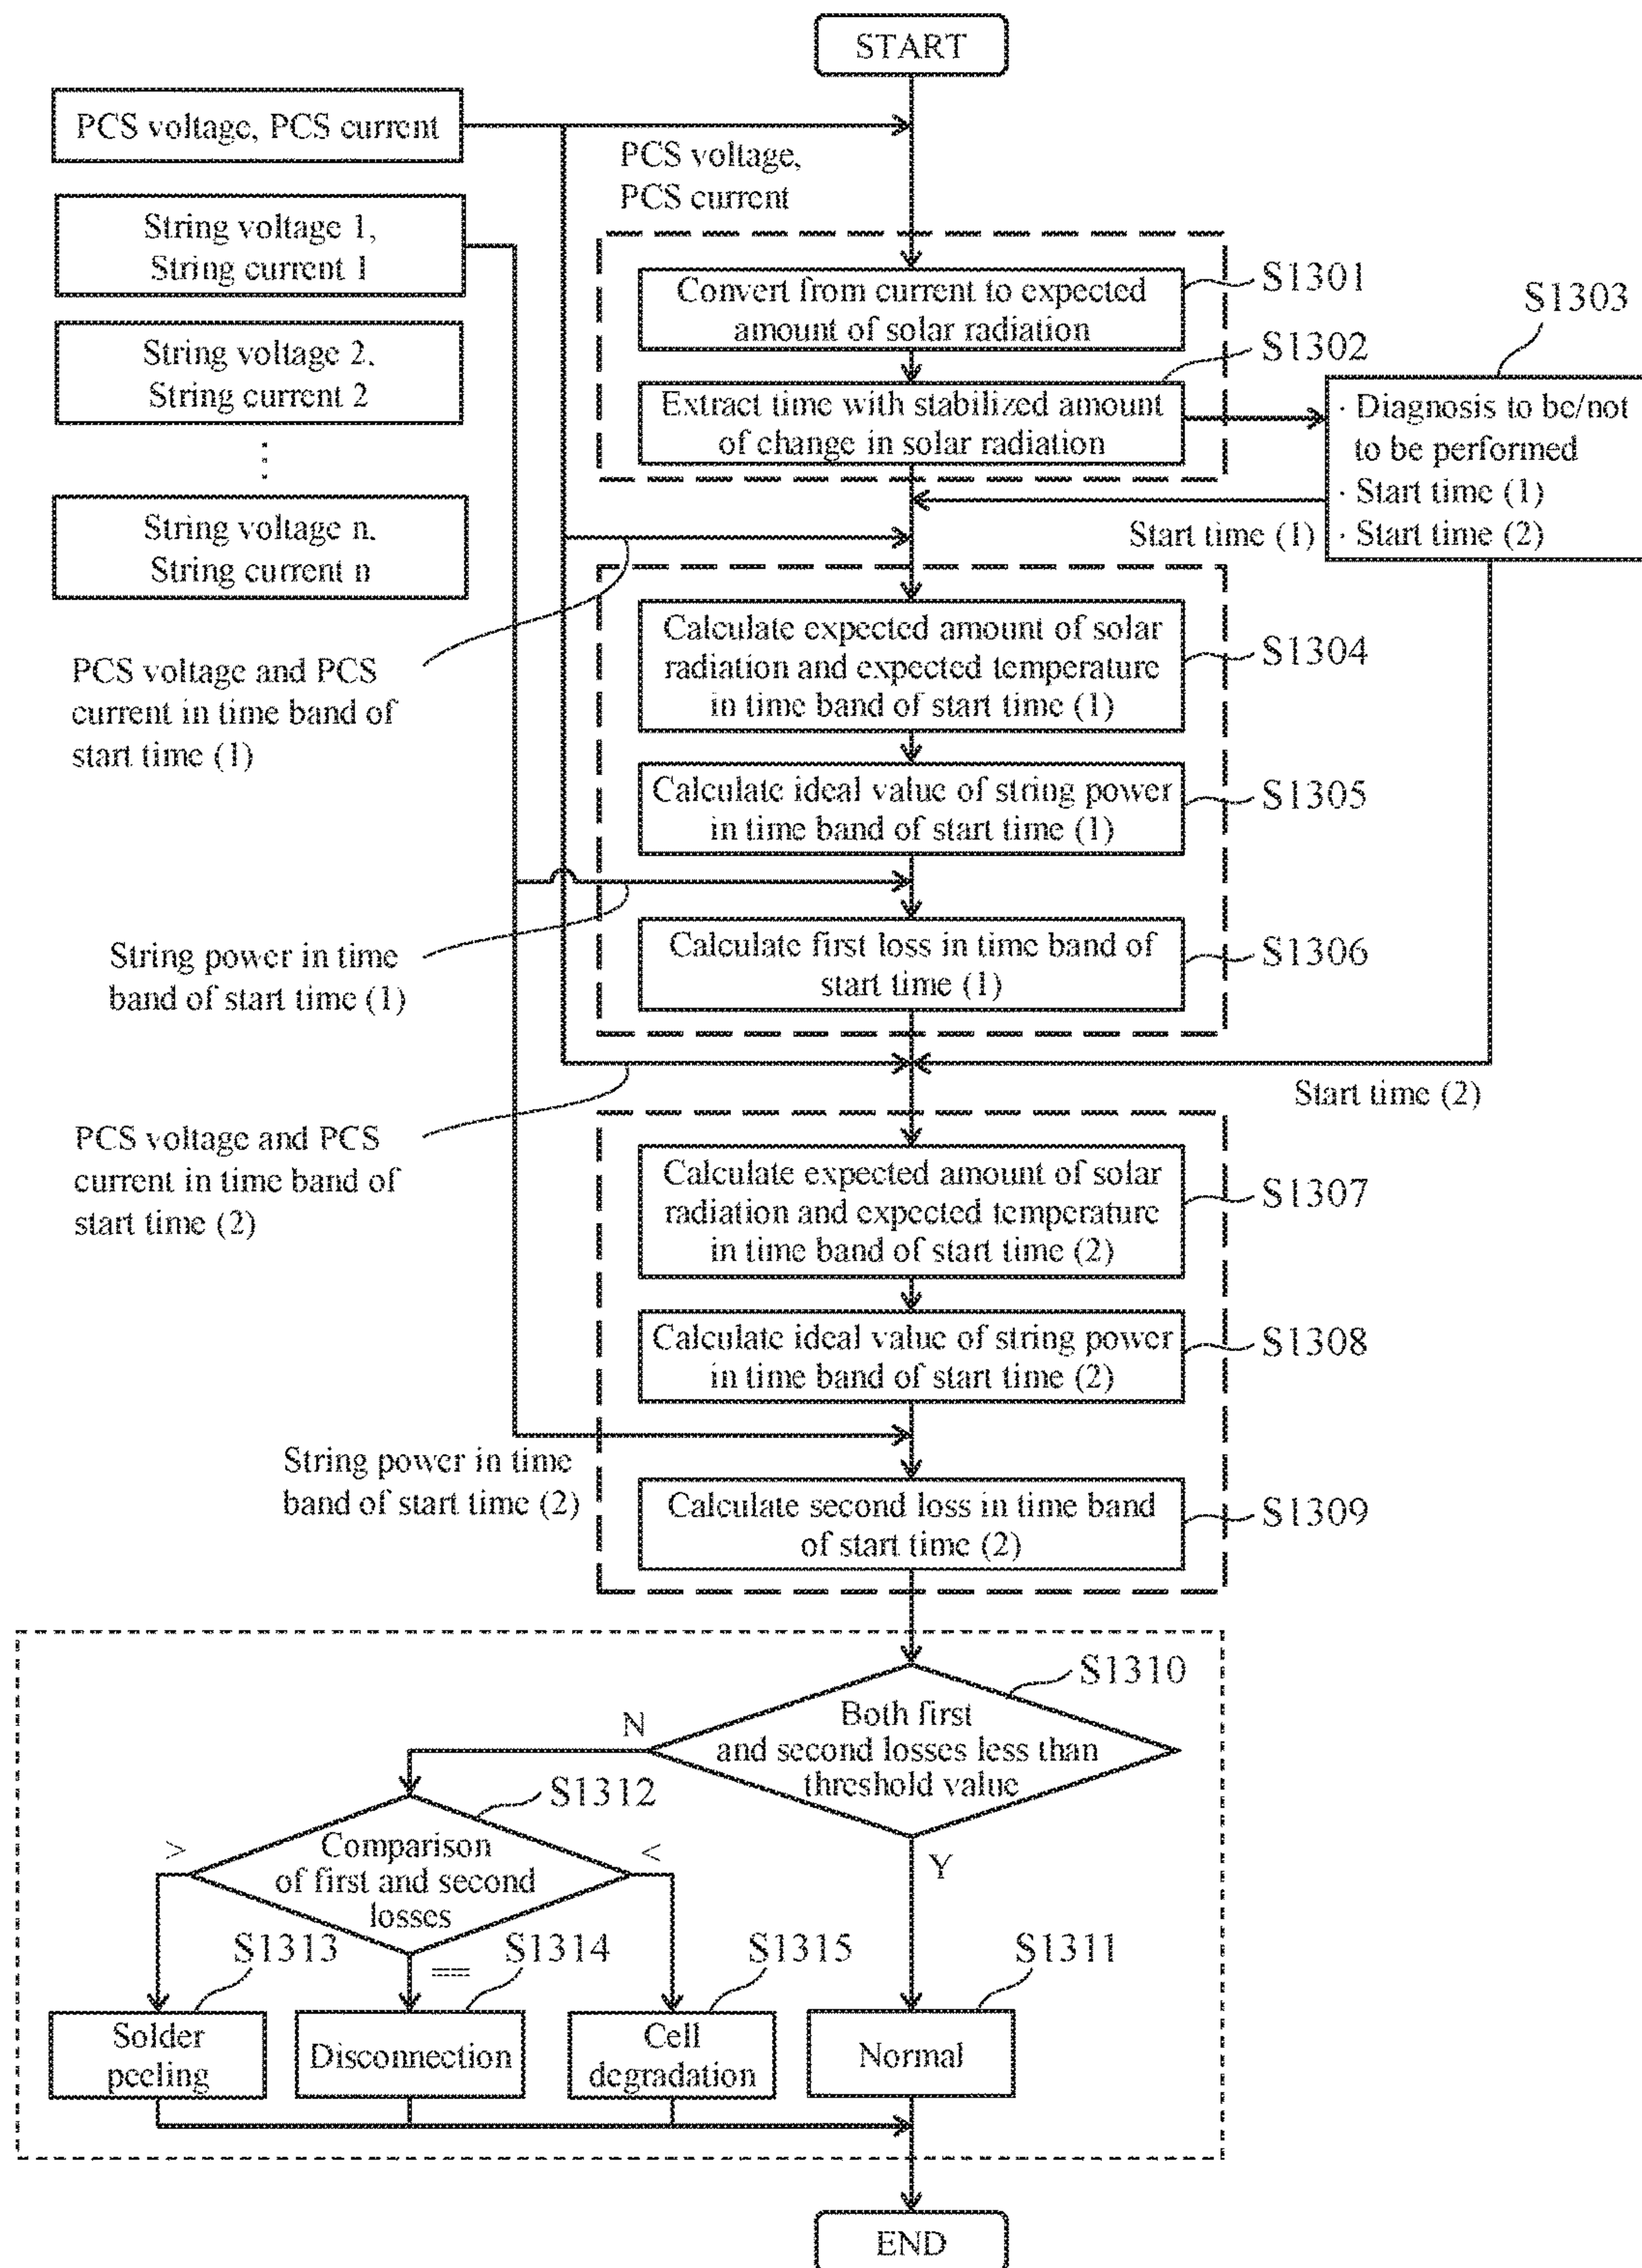 START
PCS voltage, PCS current
PCS voltage,
PCS current
String voltage 1,
String current 1
String voltage 2,
String current 2
String voltage n,
String current n
Convert from current to expected
amount of solar radiation
S1301
Extract time with stabilized amount
of change in solar radiation
S1302
S1303
· Diagnosis to be/not
to be performed
· Start time (1)
· Start time (2)
Start time (1)
PCS voltage and PCS
current in time band of
start time (1)
Calculate expected amount of solar
radiation and expected temperature
in time band of start time (1)
S1304
Calculate ideal value of string power
in time band of start time (1)
S1305
String power in time
band of start time (1)
Calculate first loss in time band of
start time (1)
S1306
Start time (2)
PCS voltage and PCS
current in time band of
start time (2)
Calculate expected amount of solar
radiation and expected temperature
in time band of start time (2)
S1307
Calculate ideal value of string power
in time band of start time (2)
S1308
String power in time
band of start time (2)
Calculate second loss in time band
of start time (2)
S1309
S1310
Both first
and second losses less than
threshold value
N
Y
S1312
Comparison
of first and second
losses
>
<
==
S1313
Solder
peeling
S1314
Disconnection
S1315
Cell
degradation
S1311
Normal
END